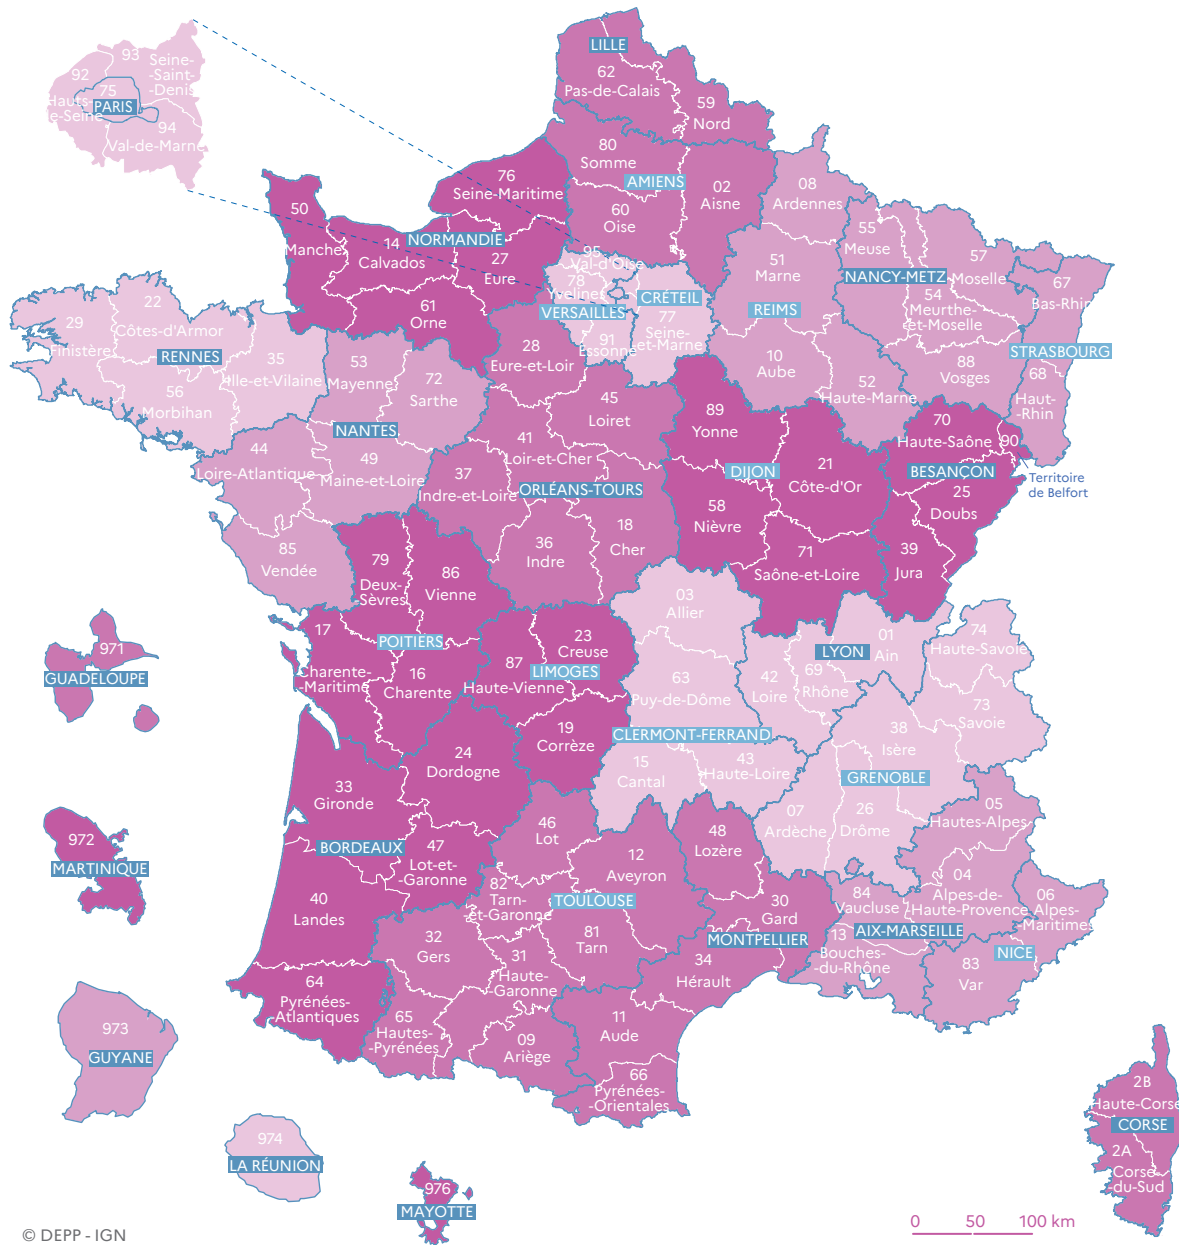 93
Seine-
-Saint-
-Denis
92
Hauts-
75
PARIS
94
Val-de-Marne
LILLE
62
Pas-de-Calais
59
Nord
80
Somme
AMIENS
02
Aisne
60
Oise
76
Seine-Maritime
50
Manche
14
Calvados
NORMANDIE
27
Eure
61
Orne
08
Ardennes
51
Marne
REIMS
10
Aube
52
Haute-Marne
55
Meuse
NANCY-METZ
57
Moselle
54
Meurthe-
-et-Moselle
88
Vosges
67
Bas-Rhin
STRASBOURG
68
Haut-
-Rhin
95
Val-d'Oise
78
Yvelines
VERSAILLES
91
Essonne
CRÉTEIL
77
Seine-
-et-Marne
22
Côtes-d'Armor
29
Finistère
RENNES
35
Ille-et-Vilaine
56
Morbihan
53
Mayenne
72
Sarthe
NANTES
44
Loire-Atlantique
49
Maine-et-Loire
85
Vendée
28
Eure-et-Loir
45
Loiret
41
Loir-et-Cher
37
Indre-et-Loire
ORLÉANS-TOURS
36
Indre
18
Cher
89
Yonne
DIJON
21
Côte-d'Or
58
Nièvre
71
Saône-et-Loire
70
Haute-Saône
90
Territoire
de Belfort
BESANÇON
25
Doubs
39
Jura
79
Deux-
-Sèvres
86
Vienne
POITIERS
17
Charente-
-Maritime
16
Charente
23
Creuse
87
Haute-Vienne
LIMOGES
19
Corrèze
03
Allier
63
Puy-de-Dôme
CLERMONT-FERRAND
15
Cantal
43
Haute-Loire
LYON
01
Ain
42
Loire
69
Rhône
74
Haute-Savoie
73
Savoie
38
Isère
GRENOBLE
07
Ardèche
26
Drôme
24
Dordogne
33
Gironde
BORDEAUX
47
Lot-et-
-Garonne
40
Landes
64
Pyrénées-
-Atlantiques
46
Lot
12
Aveyron
82
Tarn-
-et-Garonne
TOULOUSE
32
Gers
81
Tarn
31
Haute-
-Garonne
65
Hautes-
-Pyrénées
09
Ariège
48
Lozère
30
Gard
MONTPELLIER
34
Hérault
11
Aude
66
Pyrénées-
-Orientales
05
Hautes-Alpes
04
Alpes-de-
-Haute-Provence
84
Vaucluse
AIX-MARSEILLE
13
Bouches-
-du-Rhône
06
Alpes-
-Maritimes
NICE
83
Var
2B
Haute-Corse
CORSE
2A
Corse-
-du-Sud
971
GUADELOUPE
972
MARTINIQUE
973
GUYANE
974
LA RÉUNION
976
MAYOTTE
0 50 100 km
© DEPP - IGN